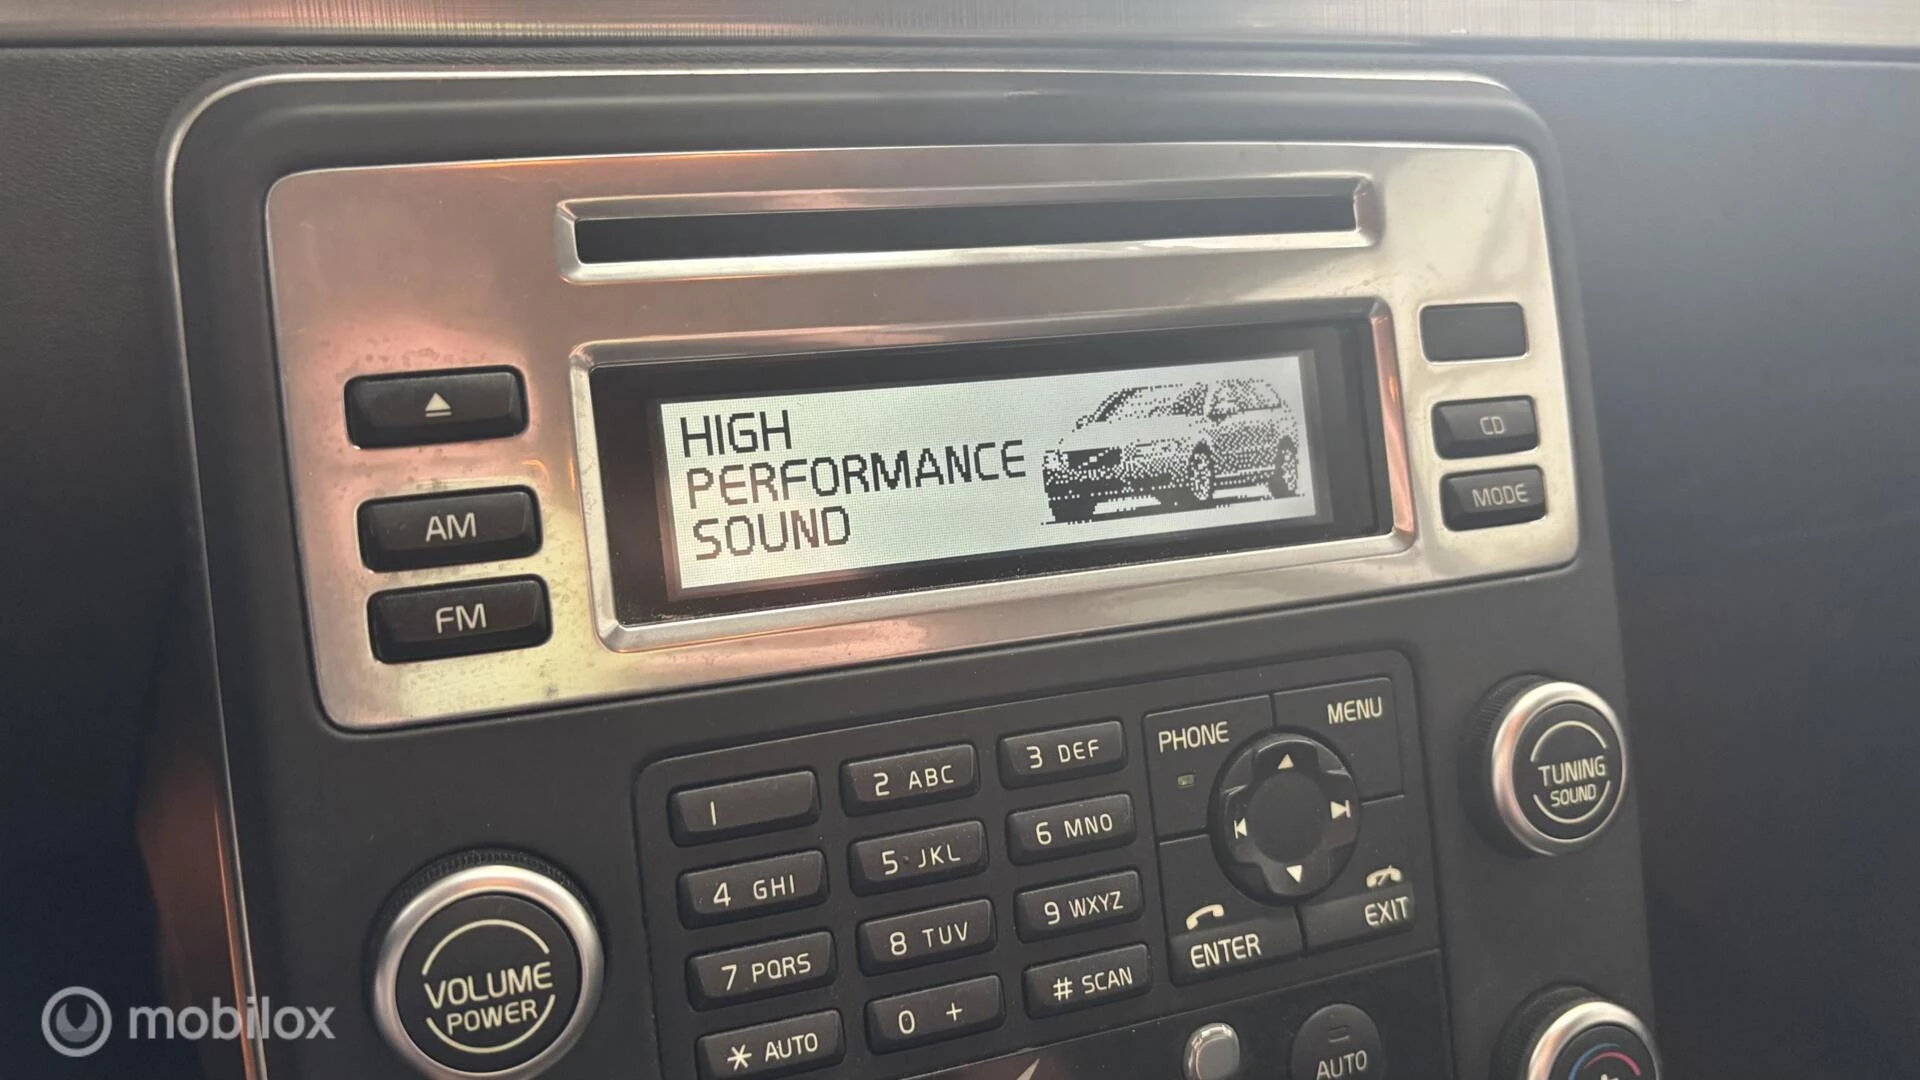 HIGH
PERFORMANCE
SOUND
CD
MODE
AM
FM
PHONE
MENU
1
2 ABC
3 DEF
4 GHI
5 JKL
6 MNO
7 PQRS
8 TUV
9 WXYZ
* AUTO
0 +
# SCAN
ENTER
EXIT
TUNING
SOUND
VOLUME
POWER
AUTO
mobilox